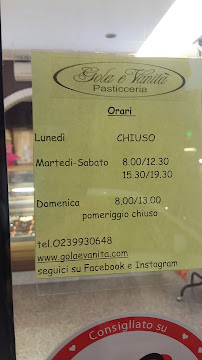 Gola e Vanità
Pasticceria
Orari
Lunedì CHIUSO
Martedì-Sabato 8.00/12.30
15.30/19.30
Domenica 8.00/13.00
pomeriggio chiuso
tel.0239930648
www.golaevanita.com
seguici su Facebook e Instagram
Consigliato su